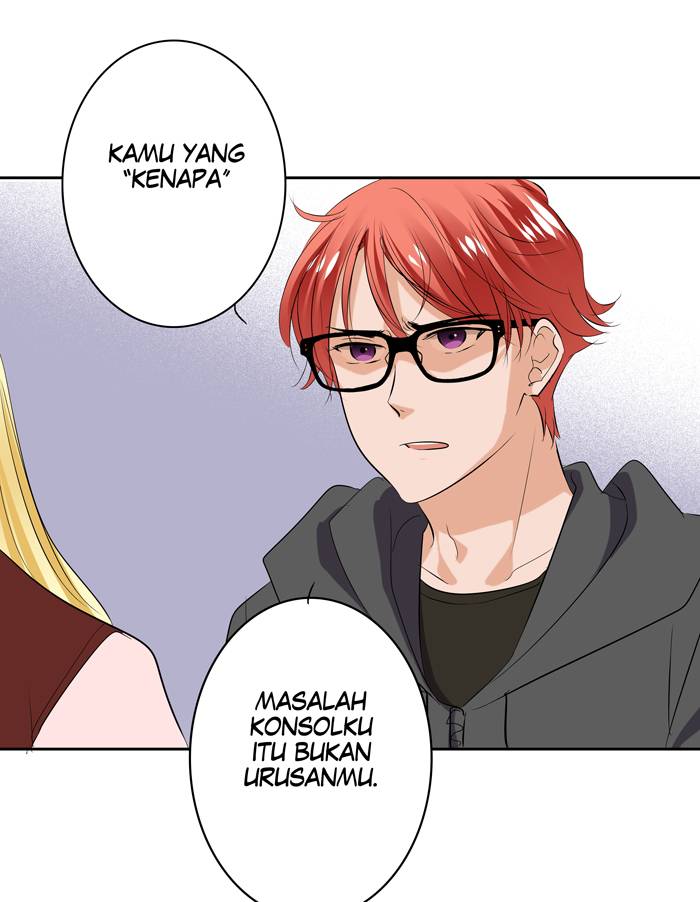 KAMU YANG
"KENAPA"
MASALAH
KONSOLKU
ITU BUKAN
URUSANMU.